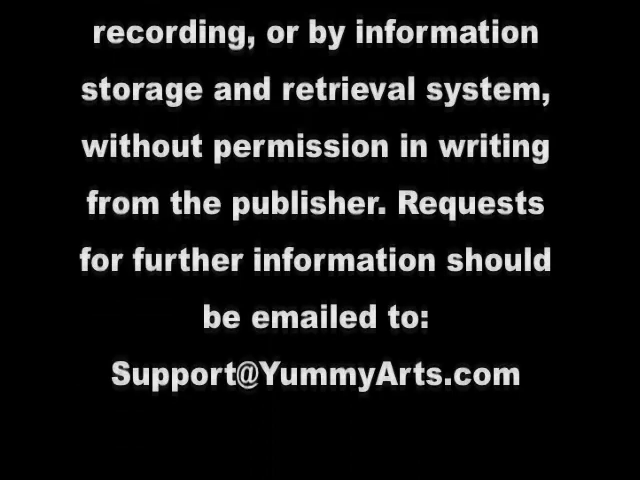 recording, or by information
storage and retrieval system,
without permission in writing
from the publisher. Requests
for further information should
be emailed to:
Support@YummyArts.com